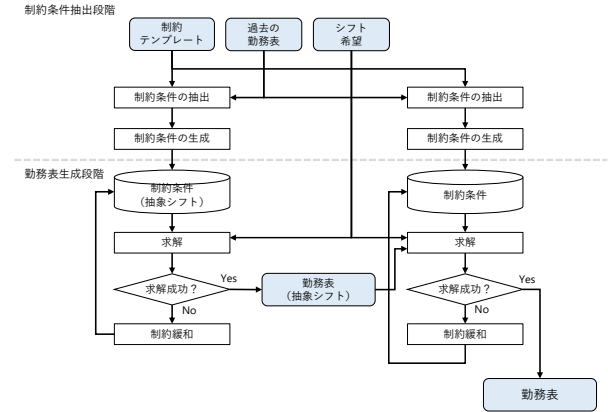 制約条件抽出段階
制約
テンプレート
過去の
勤務表
シフト
希望
制約条件の抽出
制約条件の抽出
制約条件の生成
制約条件の生成
勤務表生成段階
制約条件
（抽象シフト）
制約条件
求解
求解
求解成功？
Yes
No
勤務表
（抽象シフト）
求解成功？
Yes
No
制約緩和
制約緩和
勤務表